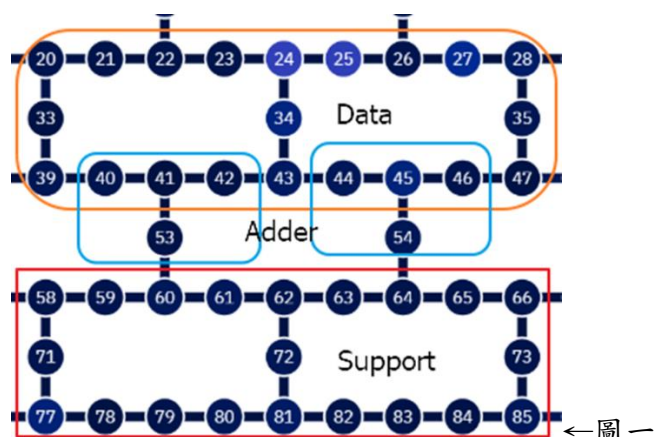 20 21 22 23 24 25 26 27 28
33 34 Data 35
39 40 41 42 43 44 45 46 47
53 Adder 54
58 59 60 61 62 63 64 65 66
71 72 Support 73
77 78 79 80 81 82 83 84 85
←圖一